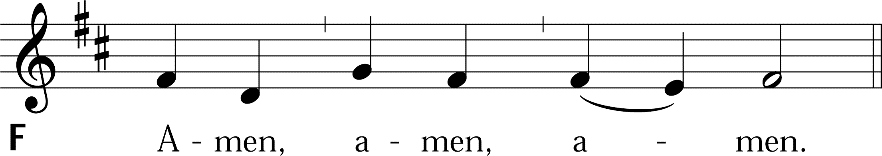 F A - men, a - men, a - men.